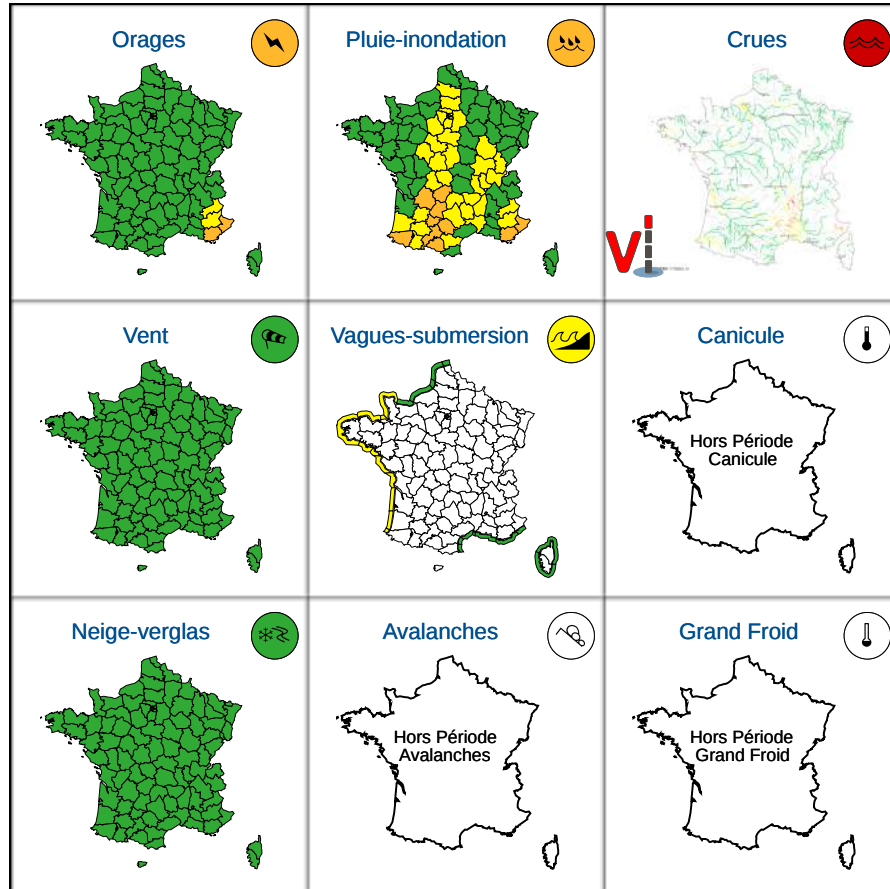 Orages
Pluie-inondation
Crues
Vi
Vent
Vagues-submersion
Canicule
Hors Période
Canicule
Neige-verglas
Avalanches
Grand Froid
Hors Période
Avalanches
Hors Période
Grand Froid